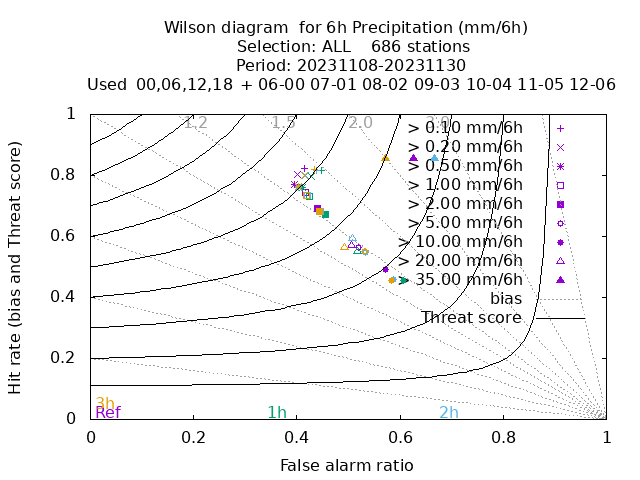 Wilson diagram  for 6h Precipitation (mm/6h)
Selection: ALL    686 stations
Period: 20231108-20231130
Used  00,06,12,18  + 06-00 07-01 08-02 09-03 10-04 11-05 12-06
1.2 1.5 2.0 3.0
> 0.10 mm/6h
> 0.20 mm/6h
> 0.50 mm/6h
> 1.00 mm/6h
> 2.00 mm/6h
> 5.00 mm/6h
> 10.00 mm/6h
> 20.00 mm/6h
> 35.00 mm/6h
bias
Threat score
Hit rate (bias and Threat score)
1
0.8
0.6
0.4
0.2
0
3h
Ref 1h 2h
0 0.2 0.4 0.6 0.8 1
False alarm ratio